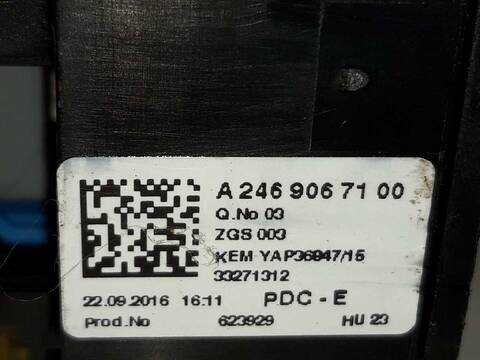 A 246 906 71 00
Q.No 03
ZGS 003
KEM YAP36947/15
33271312
22.09.2016 16:11 PDC - E
Prod.No 623929 HU 23